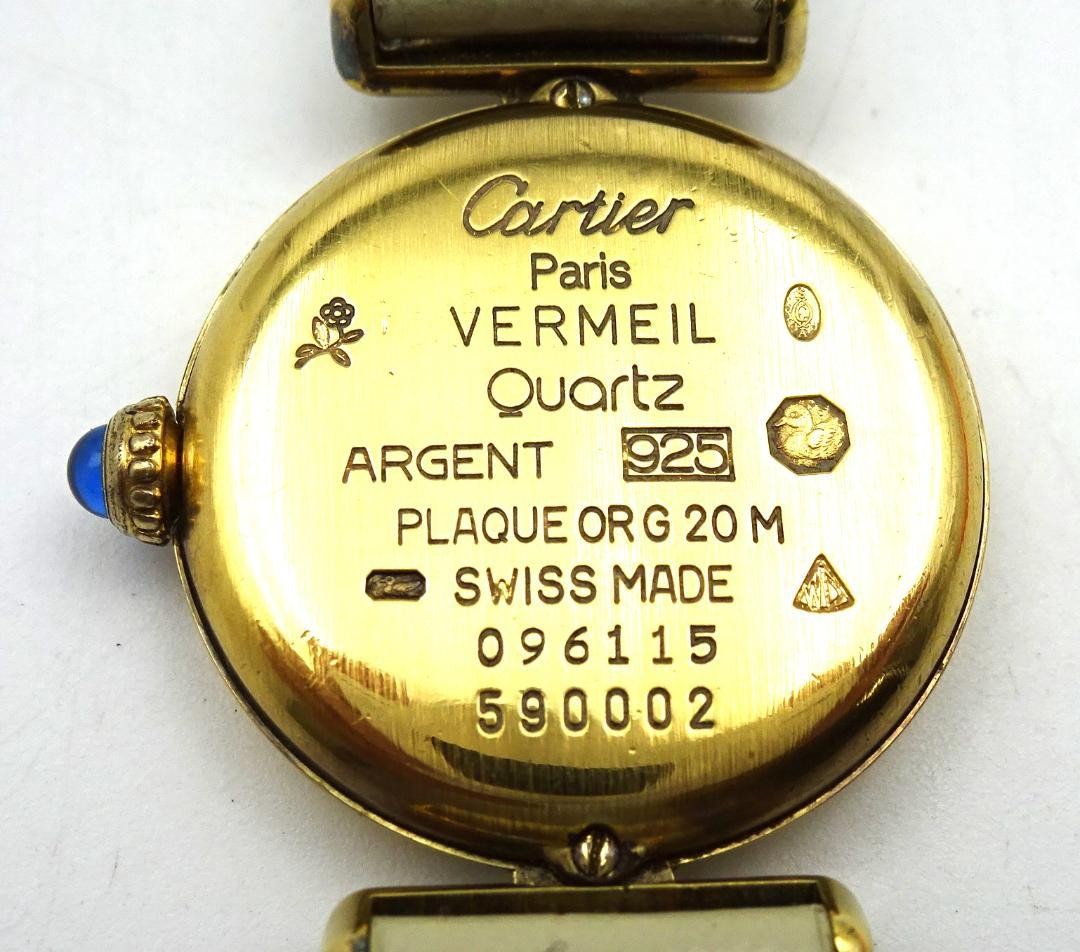 Cartier
Paris
VERMEIL
Quartz
ARGENT 925
PLAQUE OR G 20 M
SWISS MADE
096115
590002